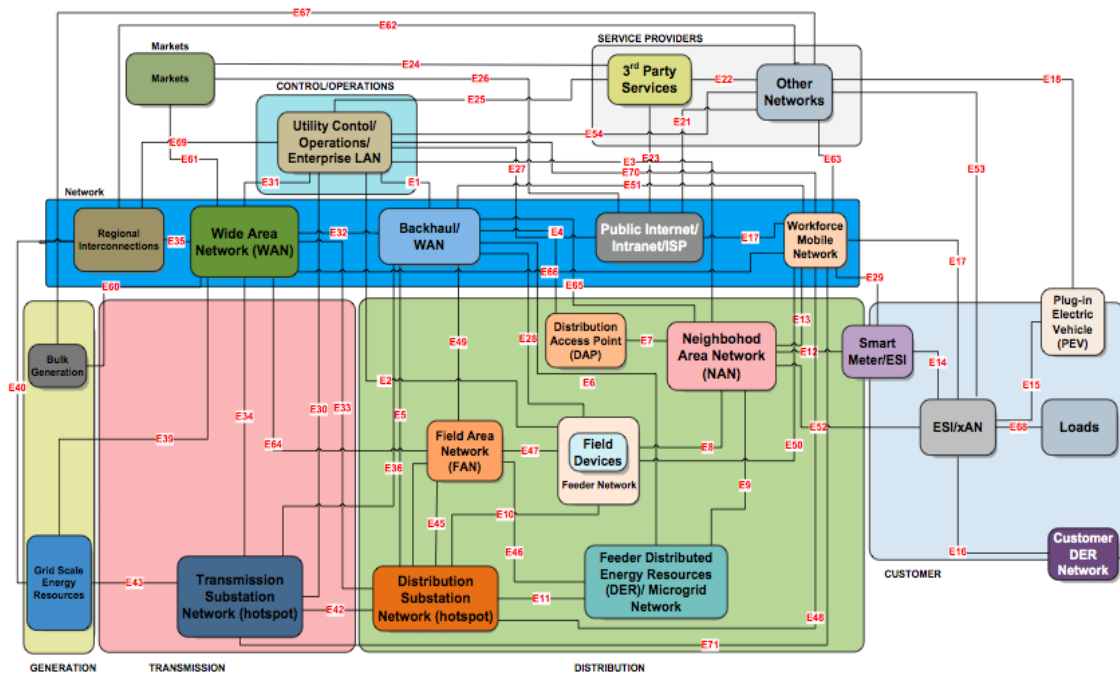 E67
E62
Markets
SERVICE PROVIDERS
Markets
E24
E26
3rd Party
Services
E22
Other
Networks
E18
CONTROL/OPERATIONS
E25
Utility Contol/
Operations/
Enterprise LAN
E21
E54
E69
E61
E3
E23
E63
E27
E70
E53
E31
E1
E51
Network
Regional
Interconnections
E35
Wide Area
Network (WAN)
E32
Backhaul/
WAN
E4
Public Internet/
Intranet/ISP
E17
Workforce
Mobile
Network
E17
E66
E29
E60
E65
Bulk
Generation
Distribution
Access Point
(DAP)
E7
Neighbohod
Area Network
(NAN)
E13
E12
Smart
Meter/ESI
Plug-in
Electric
Vehicle
(PEV)
E28
E49
E14
E40
E2
E6
E15
E30
E33
E34
E5
E39
E64
E36
Field Area
Network
(FAN)
E47
Field
Devices
Feeder Network
E8
E50
E52
ESI/xAN
E68
Loads
E9
E10
E45
E46
E16
Customer
DER
Network
Grid Scale
Energy
Resources
E43
Transmission
Substation
Network (hotspot)
E42
Distribution
Substation
Network (hotspot)
E11
Feeder Distributed
Energy Resources
(DER)/ Microgrid
Network
CUSTOMER
E48
E71
GENERATION
TRANSMISSION
DISTRIBUTION